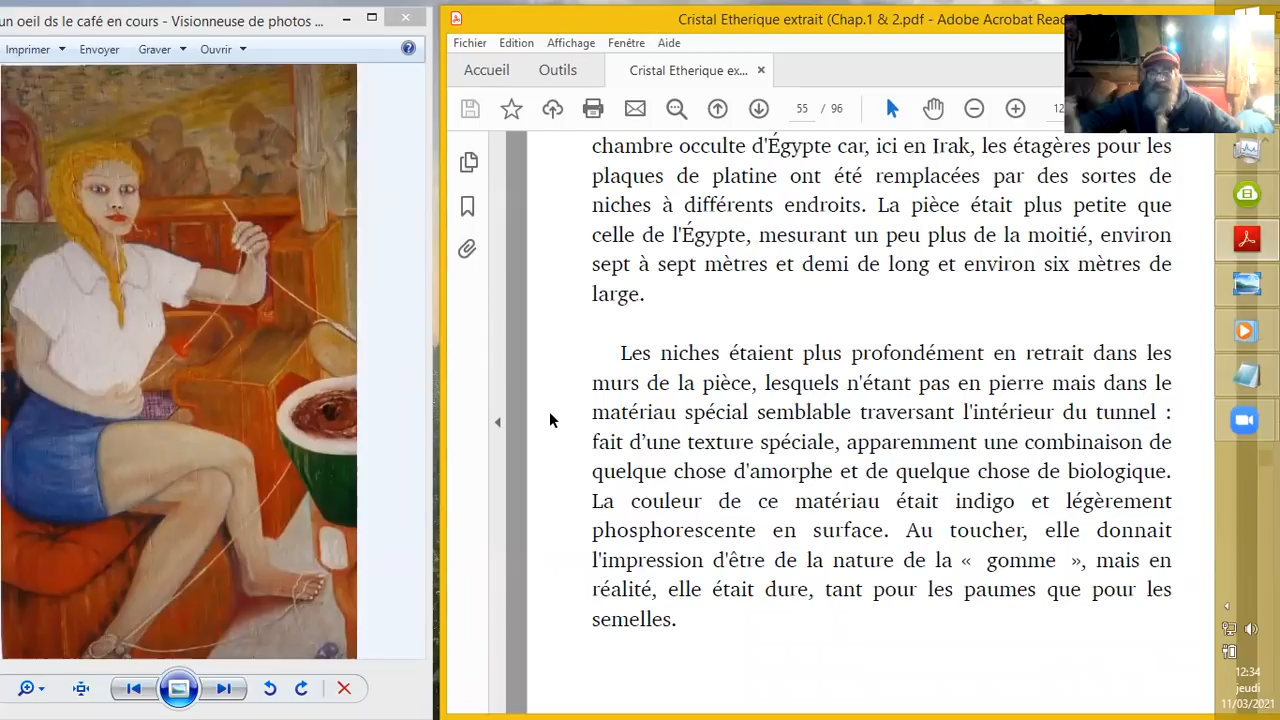 un oeil ds le café en cours - Visionneuse de photos ...
Imprimer Envoyer Graver Ouvrir
Cristal Etherique extrait (Chap.1 & 2.pdf - Adobe Acrobat Rea
Fichier Edition Affichage Fenêtre Aide
Accueil Outils Cristal Etherique ex...
55 / 96
12
chambre occulte d'Égypte car, ici en Irak, les étagères pour les
plaques de platine ont été remplacées par des sortes de
niches à différents endroits. La pièce était plus petite que
celle de l'Égypte, mesurant un peu plus de la moitié, environ
sept à sept mètres et demi de long et environ six mètres de
large.
Les niches étaient plus profondément en retrait dans les
murs de la pièce, lesquels n'étant pas en pierre mais dans le
matériau spécial semblable traversant l'intérieur du tunnel :
fait d’une texture spéciale, apparemment une combinaison de
quelque chose d'amorphe et de quelque chose de biologique.
La couleur de ce matériau était indigo et légèrement
phosphorescente en surface. Au toucher, elle donnait
l'impression d'être de la nature de la « gomme », mais en
réalité, elle était dure, tant pour les paumes que pour les
semelles.
12:34
jeudi
11/03/2021